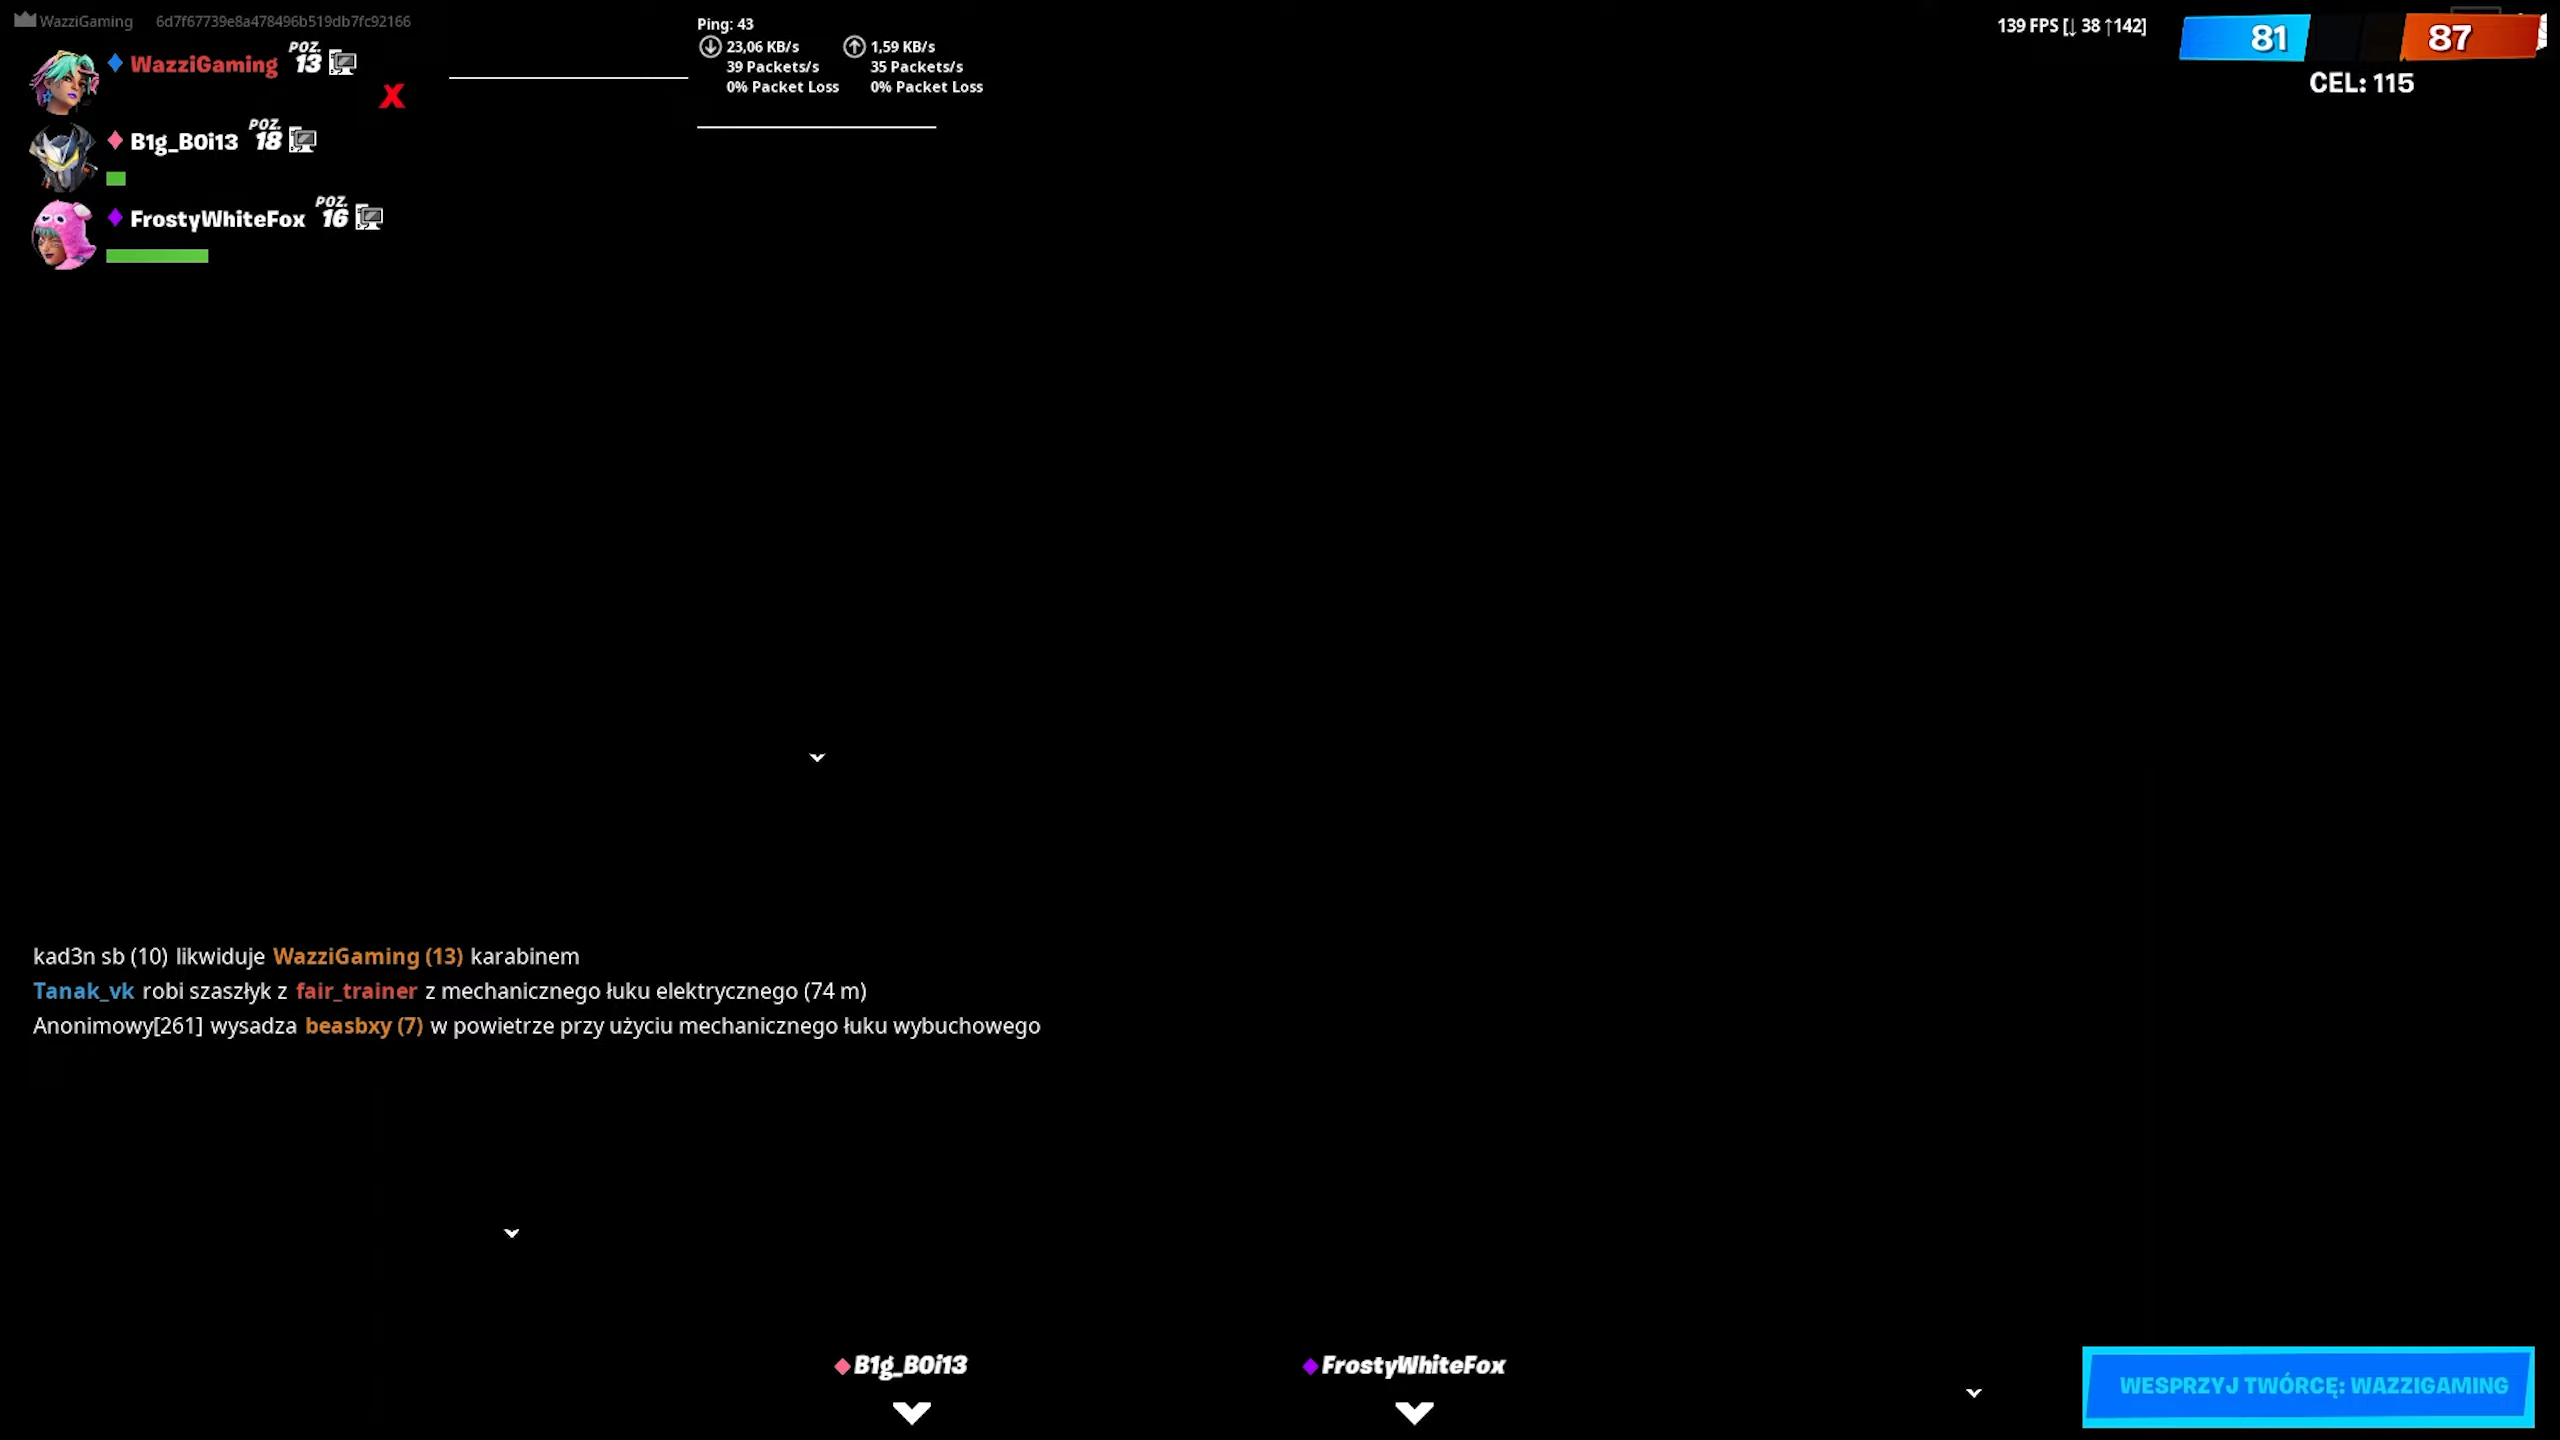 WazziGaming 6d7f67739e8a478496b519db7fc92166
WazziGaming POZ. 13
X
B1g_B0i13 POZ. 18
FrostyWhiteFox POZ. 16
Ping: 43
23,06 KB/s 1,59 KB/s
39 Packets/s 35 Packets/s
0% Packet Loss 0% Packet Loss
139 FPS [↓ 38 ↑142]
81 87
CEL: 115
kad3n sb (10) likwiduje WazziGaming (13) karabinem
Tanak_vk robi szaszłyk z fair_trainer z mechanicznego łuku elektrycznego (74 m)
Anonimowy[261] wysadza beasbxy (7) w powietrze przy użyciu mechanicznego łuku wybuchowego
B1g_B0i13 FrostyWhiteFox
WESPRZYJ TWÓRCĘ: WAZZIGAMING